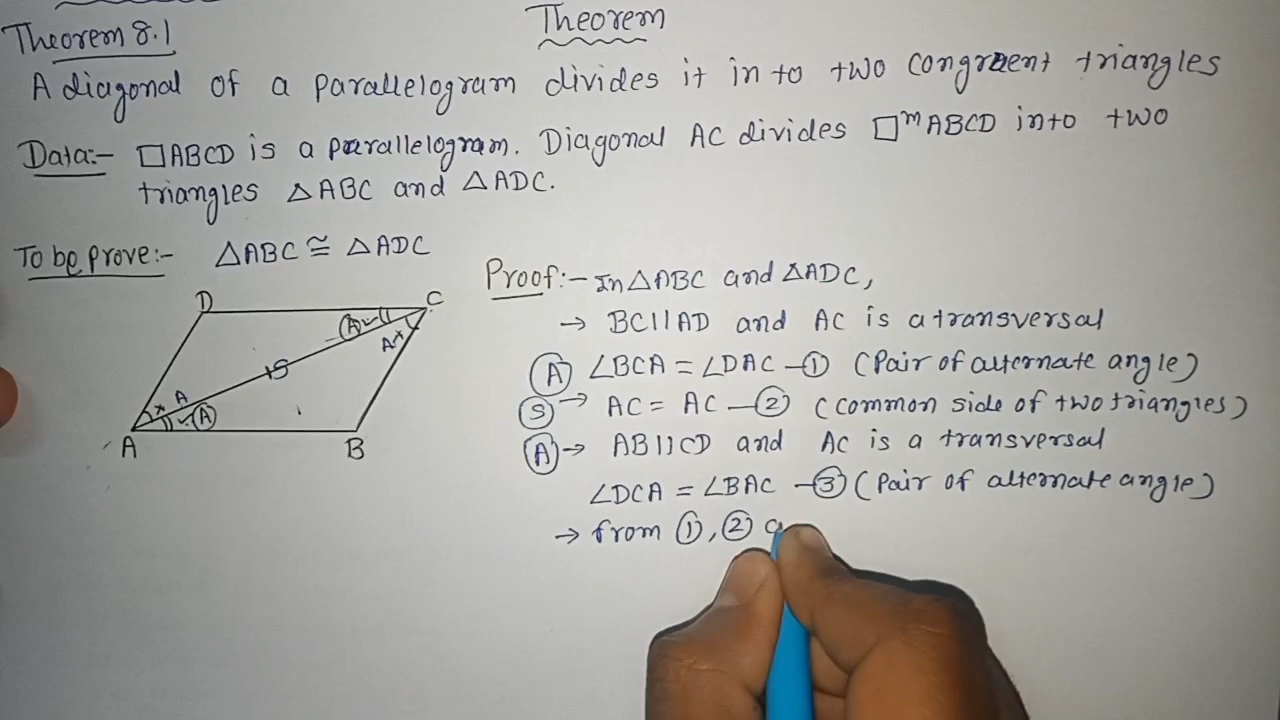 Theorem
Theorem 8.1
A diagonal of a parallelogram divides it in to two congruent triangles
Data:- □ABCD is a parallelogram. Diagonal AC divides □ᵐABCD into two
triangles △ABC and △ADC.
To be prove:- △ABC ≅ △ADC
D C
A
A
S
A
A
A B
Proof:- In △ABC and △ADC,
→ BC||AD and AC is a transversal
Ⓐ ∠BCA = ∠DAC —① (Pair of alternate angle)
Ⓢ → AC = AC —② (common side of two triangles)
Ⓐ → AB||CD and AC is a transversal
∠DCA = ∠BAC —③ (Pair of alternate angle)
→ from ①, ② a